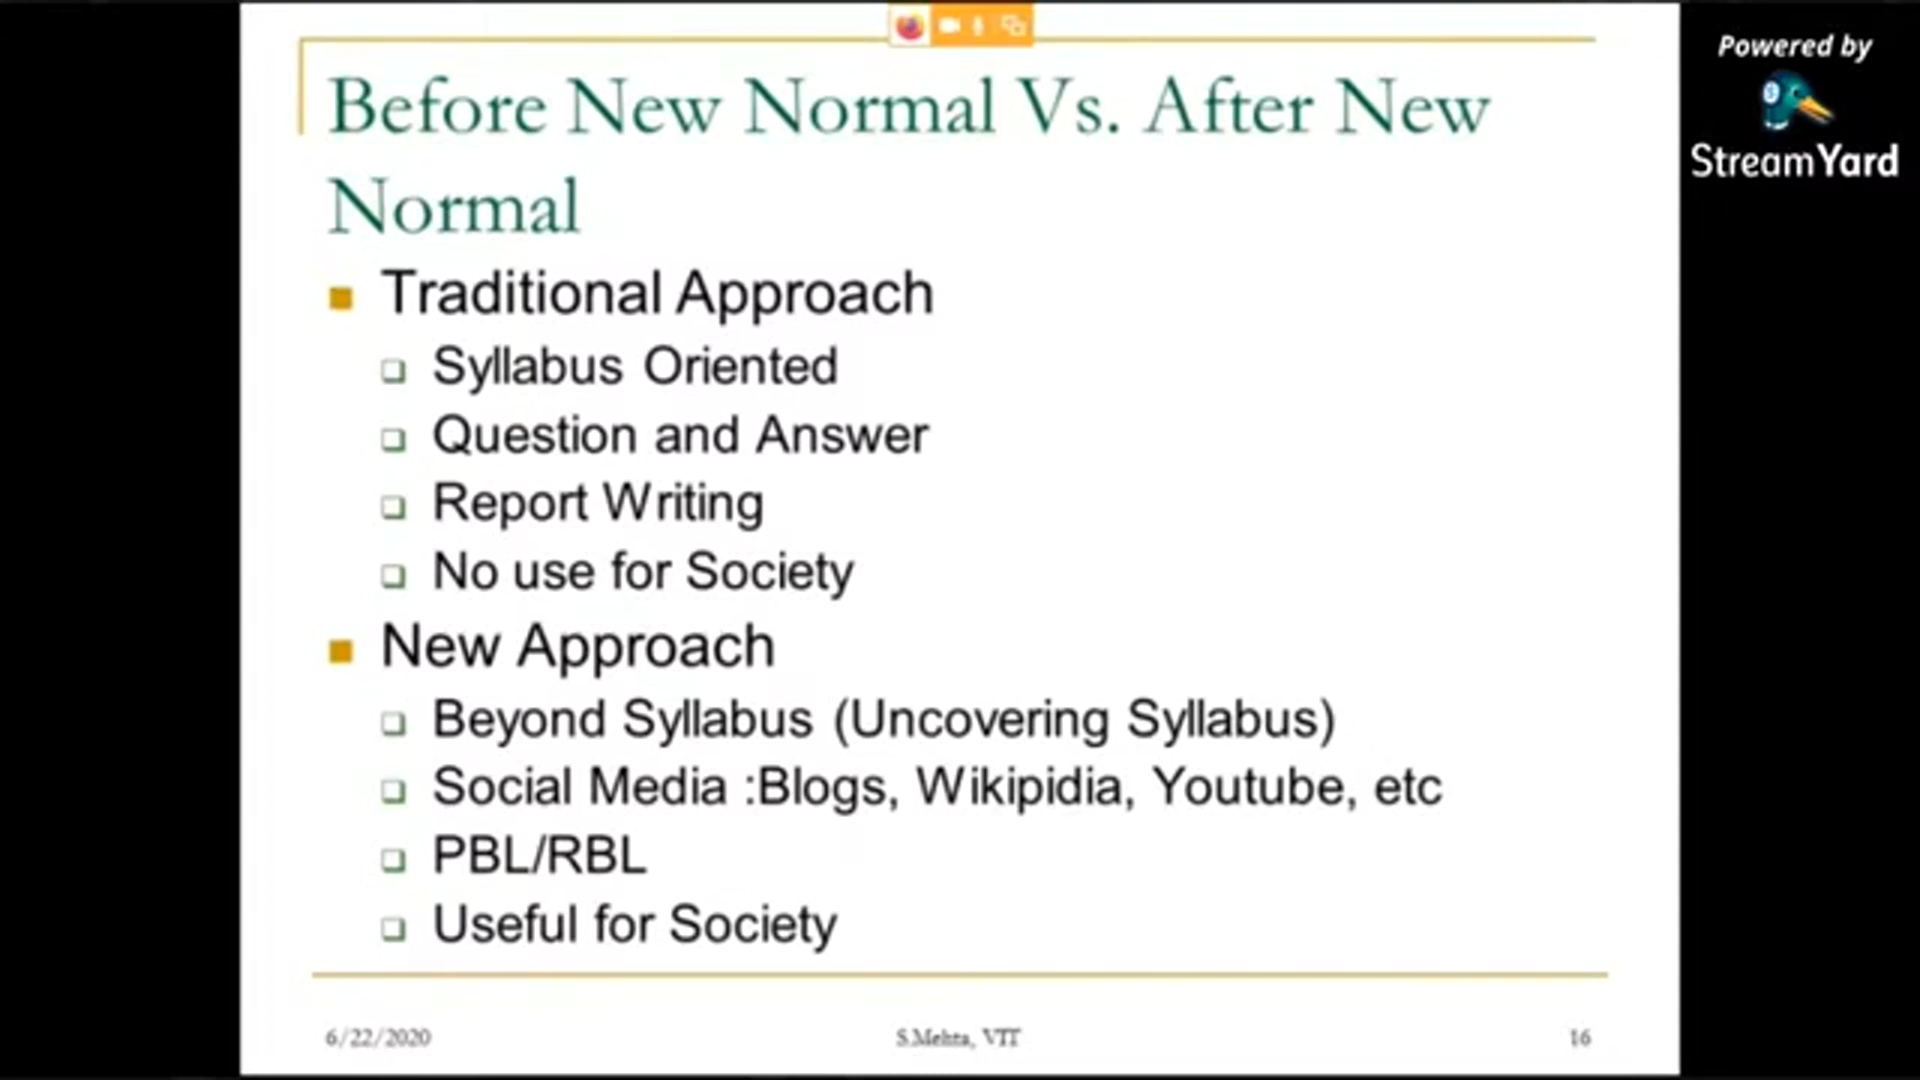 Powered by
StreamYard
Before New Normal Vs. After New
Normal
Traditional Approach
Syllabus Oriented
Question and Answer
Report Writing
No use for Society
New Approach
Beyond Syllabus (Uncovering Syllabus)
Social Media :Blogs, Wikipidia, Youtube, etc
PBL/RBL
Useful for Society
6/22/2020
S.Mehta, VIT
16